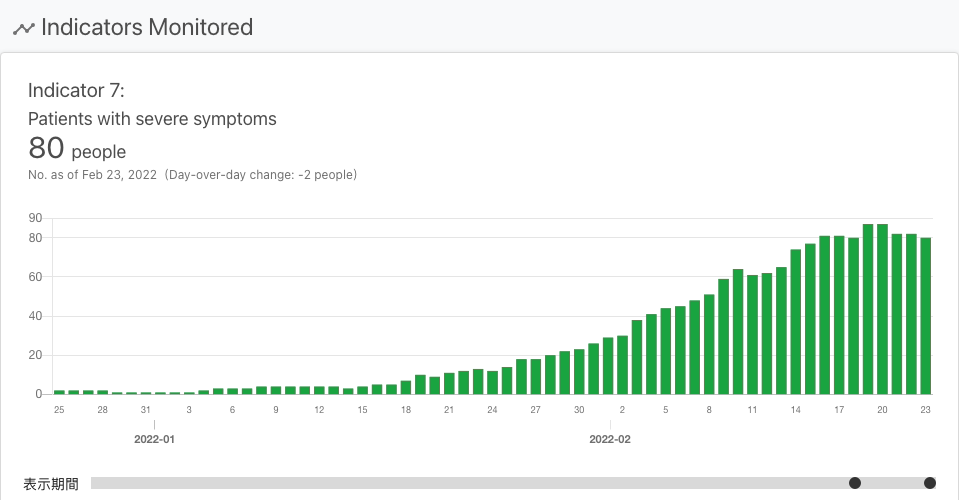 Indicators Monitored
Indicator 7:
Patients with severe symptoms
80 people
No. as of Feb 23, 2022 (Day-over-day change: -2 people)
90
80
60
40
20
0
25 28 31 3 6 9 12 15 18 21 24 27 30 2 5 8 11 14 17 20 23
2022-01 2022-02
表示期間